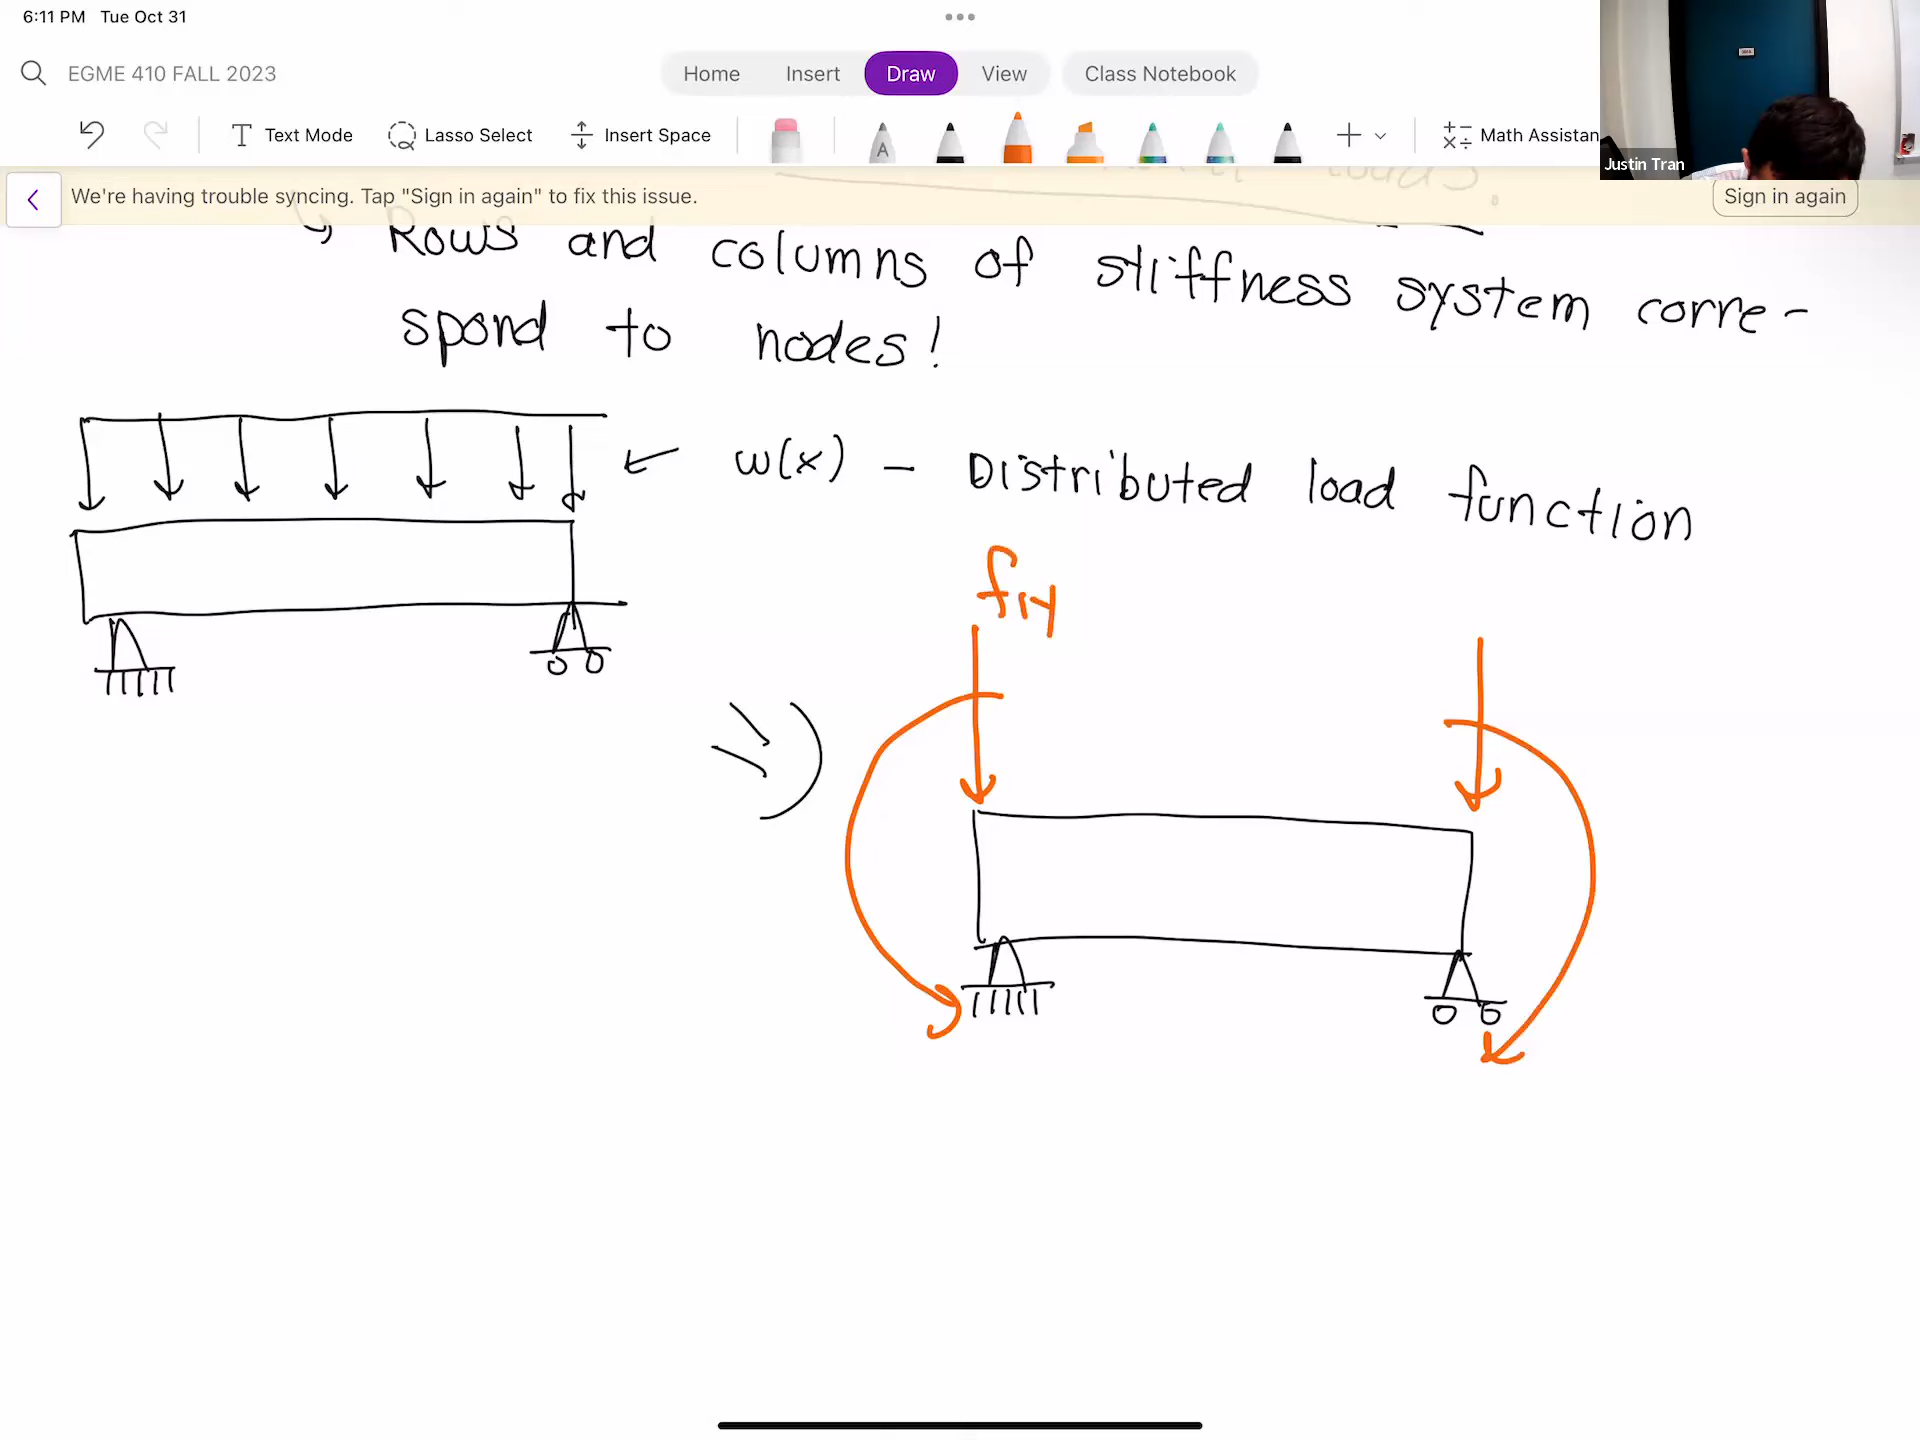 6:11 PM Tue Oct 31
EGME 410 FALL 2023
Home Insert Draw View Class Notebook
Text Mode Lasso Select Insert Space A Math Assistan
Justin Tran
loads.
We're having trouble syncing. Tap "Sign in again" to fix this issue. Sign in again
Rows and columns of stiffness system corre-
spond to nodes!
w(x) - Distributed load function
f1y